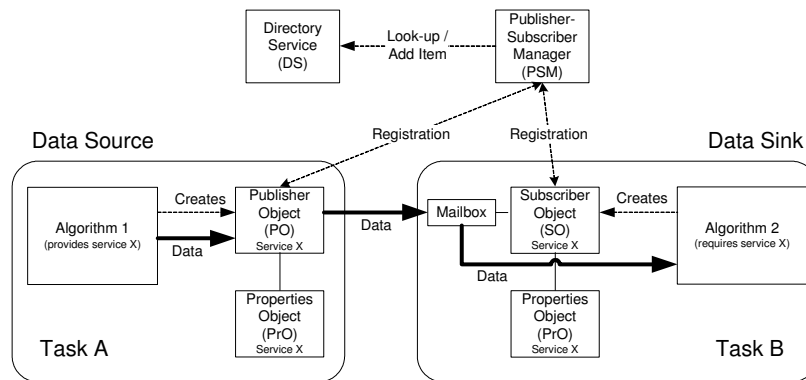 Directory
Service
(DS)
Look-up /
Add Item
Publisher-
Subscriber
Manager
(PSM)
Registration
Registration
Data Source
Data Sink
Algorithm 1
(provides service X)
Creates
Data
Publisher
Object
(PO)
Service X
Data
Mailbox
Subscriber
Object
(SO)
Service X
Creates
Data
Algorithm 2
(requires service X)
Properties
Object
(PrO)
Service X
Properties
Object
(PrO)
Service X
Task A
Task B